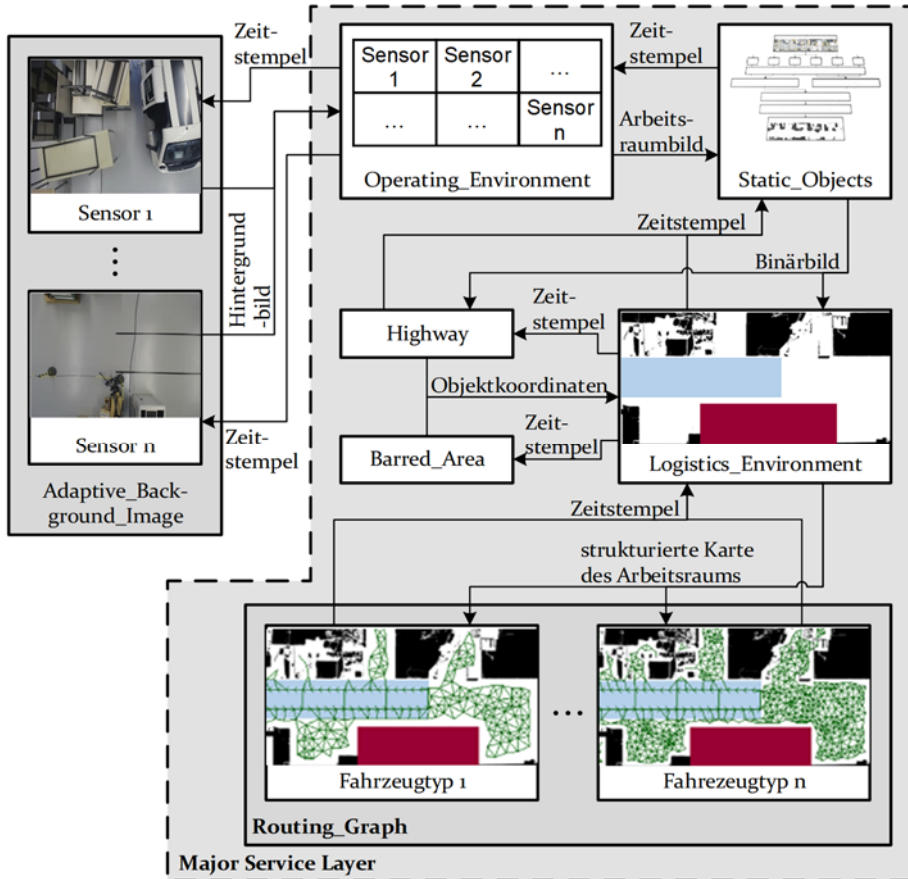 Zeit-
stempel
Sensor 1
Hintergrund
-bild
Sensor n
Zeit-
stempel
Adaptive_Back-
ground_Image
Sensor
1
Sensor
2
...
...
...
Sensor
n
Operating_Environment
Zeit-
stempel
Arbeits-
raumbild
Static_Objects
Zeitstempel
Binärbild
Highway
Zeit-
stempel
Objektkoordinaten
Barred_Area
Zeit-
stempel
Logistics_Environment
Zeitstempel
strukturierte Karte
des Arbeitsraums
Fahrzeugtyp 1
...
Fahrezeugtyp n
Routing_Graph
Major Service Layer